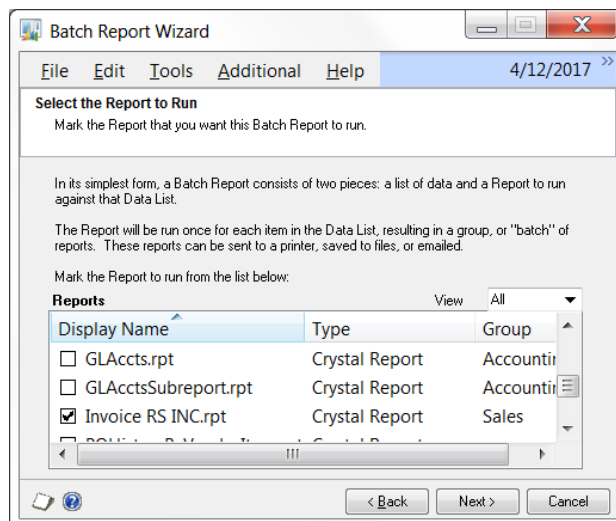 Batch Report Wizard
File Edit Tools Additional Help 4/12/2017 »
Select the Report to Run
Mark the Report that you want this Batch Report to run.
In its simplest form, a Batch Report consists of two pieces: a list of data and a Report to run
against that Data List.
The Report will be run once for each item in the Data List, resulting in a group, or "batch" of
reports. These reports can be sent to a printer, saved to files, or emailed.
Mark the Report to run from the list below:
Reports View All
Display Name Type Group
GLAccts.rpt Crystal Report Accountin
GLAcctsSubreport.rpt Crystal Report Accountin
Invoice RS INC.rpt Crystal Report Sales
< Back Next > Cancel